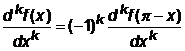 d^k f(x)/dx^k = (-1)^k d^k f(π-x)/dx^k